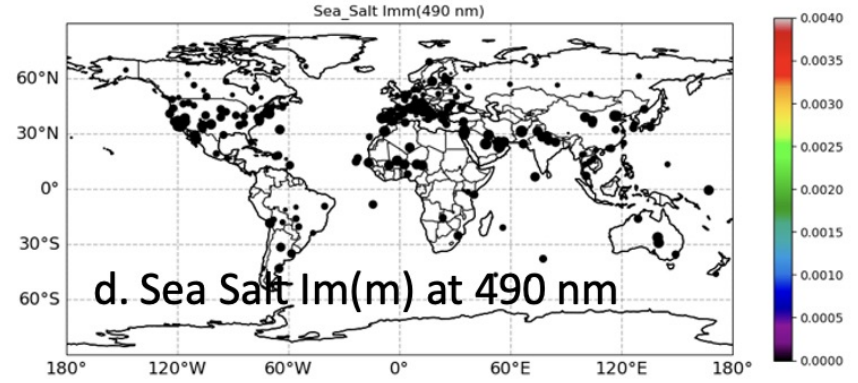 Sea_Salt Imm(490 nm)
60°N
30°N
0°
30°S
60°S
d. Sea Salt Im(m) at 490 nm
180° 120°W 60°W 0° 60°E 120°E 180°
0.0040
0.0035
0.0030
0.0025
0.0020
0.0015
0.0010
0.0005
0.0000